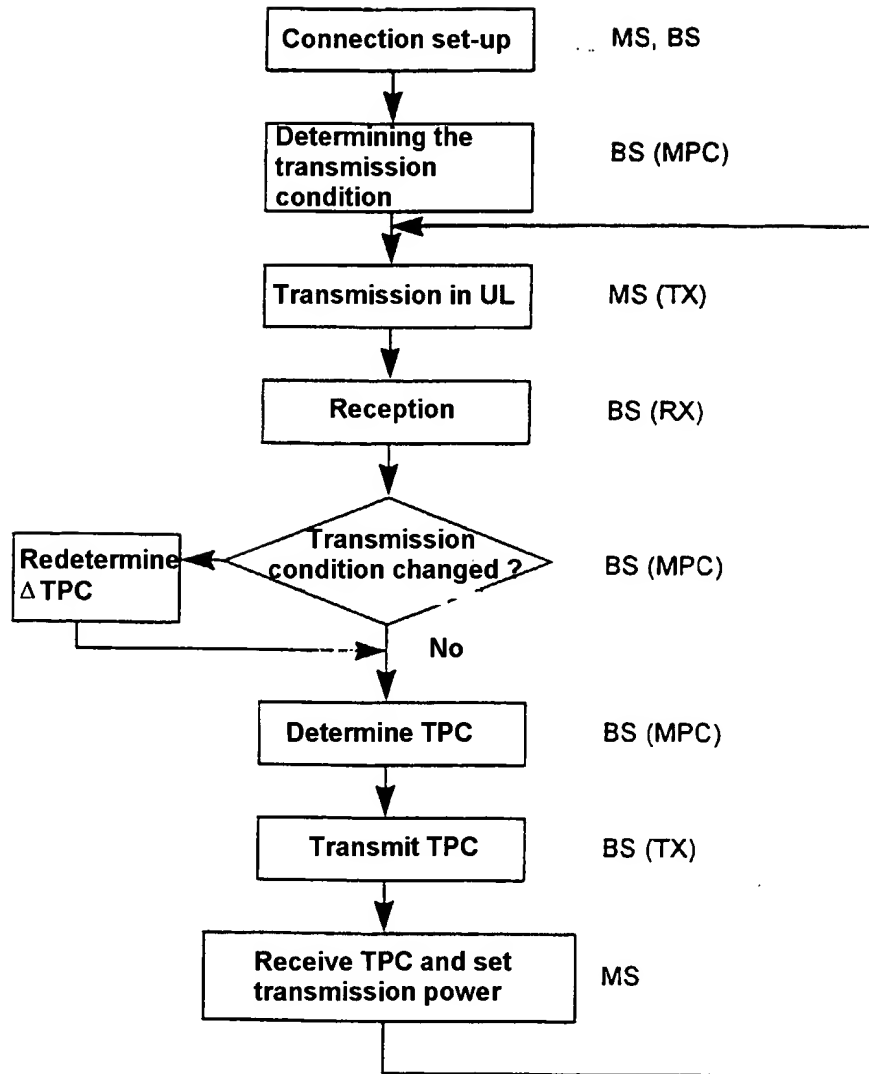 Connection set-up
MS, BS
Determining the
transmission
condition
BS (MPC)
Transmission in UL
MS (TX)
Reception
BS (RX)
Transmission
condition changed ?
BS (MPC)
Redetermine
Δ TPC
No
Determine TPC
BS (MPC)
Transmit TPC
BS (TX)
Receive TPC and set
transmission power
MS